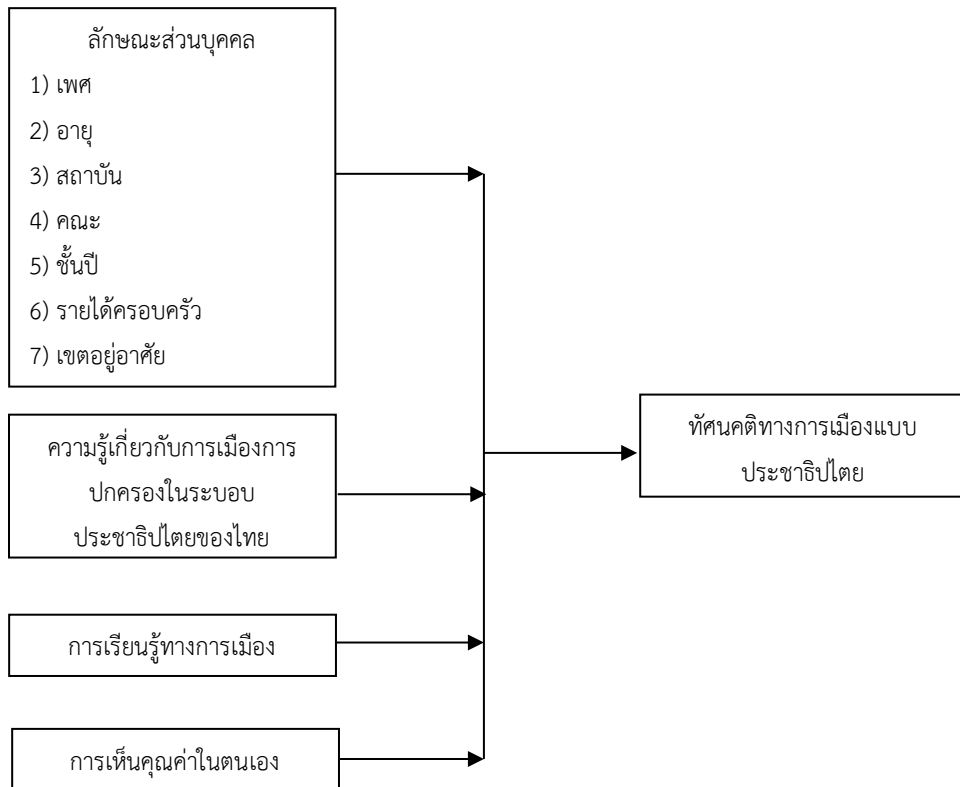 ลักษณะส่วนบุคคล
1) เพศ
2) อายุ
3) สถาบัน
4) คณะ
5) ชั้นปี
6) รายได้ครอบครัว
7) เขตอยู่อาศัย
ความรู้เกี่ยวกับการเมืองการ
ปกครองในระบอบ
ประชาธิปไตยของไทย
การเรียนรู้ทางการเมือง
การเห็นคุณค่าในตนเอง
ทัศนคติทางการเมืองแบบ
ประชาธิปไตย